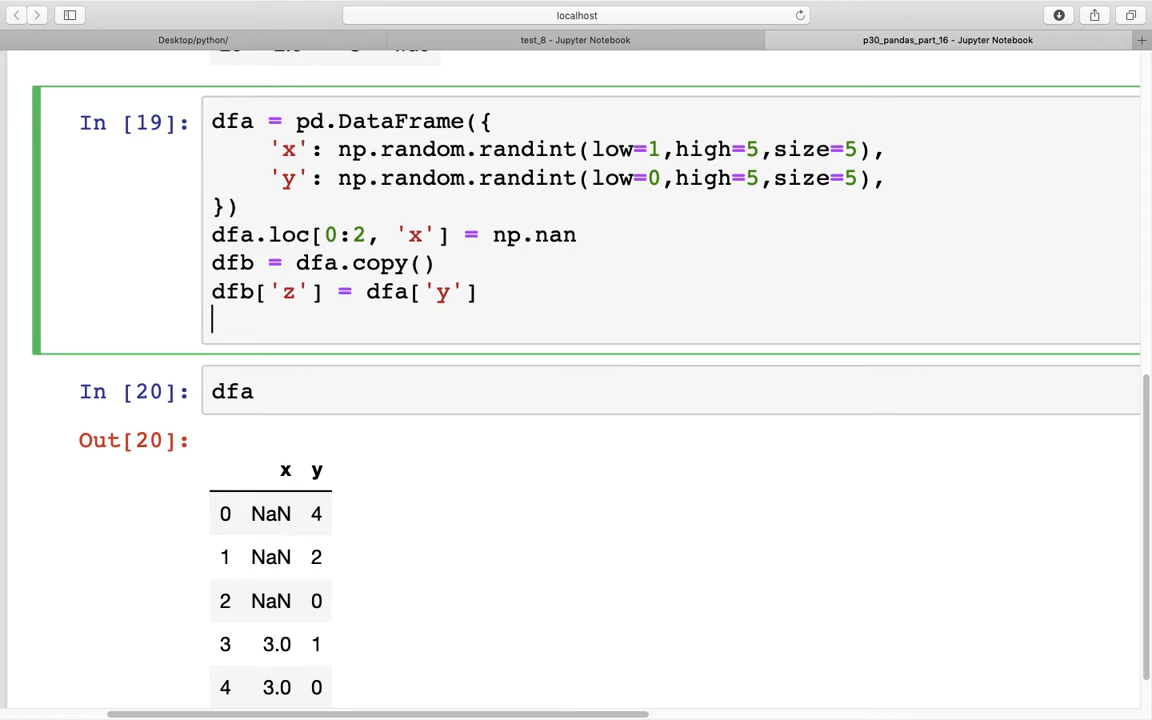 localhost
Desktop/python/
test_8 - Jupyter Notebook
p30_pandas_part_16 - Jupyter Notebook
In [19]:
dfa = pd.DataFrame({
'x': np.random.randint(low=1,high=5,size=5),
'y': np.random.randint(low=0,high=5,size=5),
})
dfa.loc[0:2, 'x'] = np.nan
dfb = dfa.copy()
dfb['z'] = dfa['y']
In [20]:
dfa
Out[20]:
x y
0 NaN 4
1 NaN 2
2 NaN 0
3 3.0 1
4 3.0 0